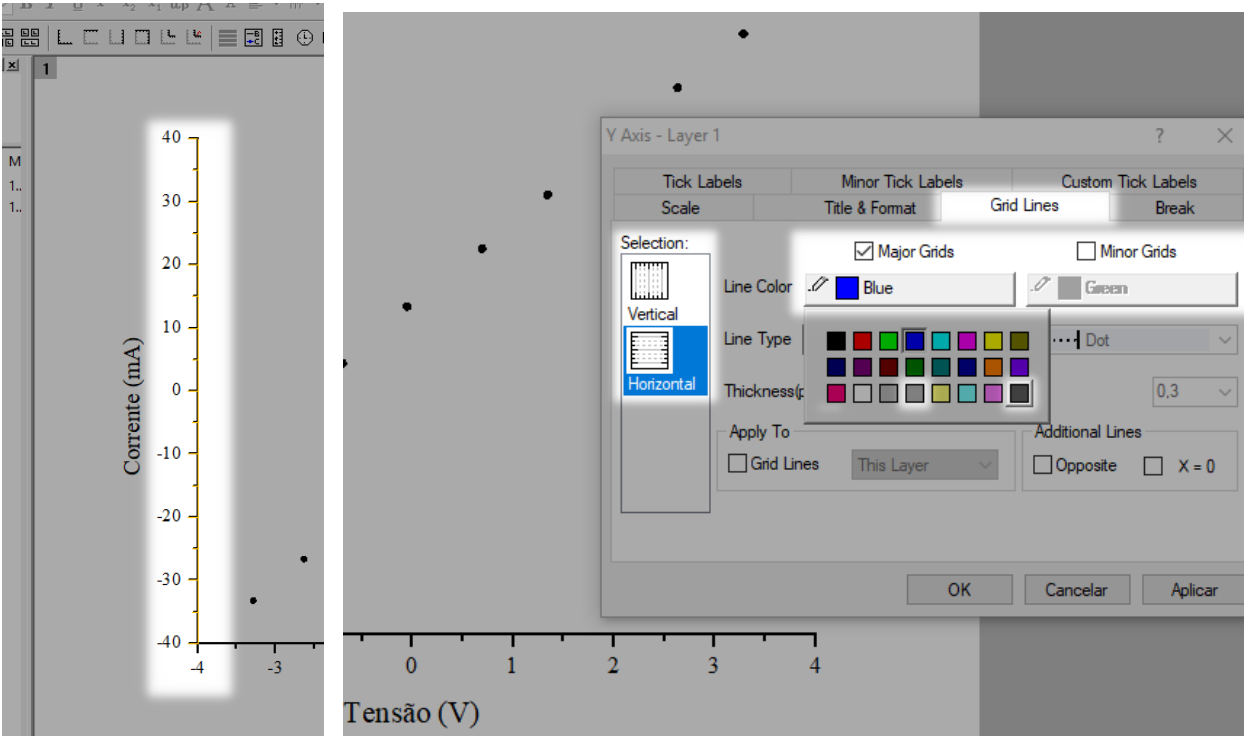 1
M
1..
1..
40
30
20
10
0
-10
-20
-30
-40
Corrente (mA)
-4
-3
0
1
2
3
4
Tensão (V)
Y Axis - Layer 1
?
Tick Labels
Minor Tick Labels
Custom Tick Labels
Scale
Title & Format
Grid Lines
Break
Selection:
Vertical
Horizontal
Major Grids
Minor Grids
Line Color
Blue
Green
Line Type
Dot
Thickness(p
0,3
Apply To
Grid Lines
This Layer
Additional Lines
Opposite
X = 0
OK
Cancelar
Aplicar